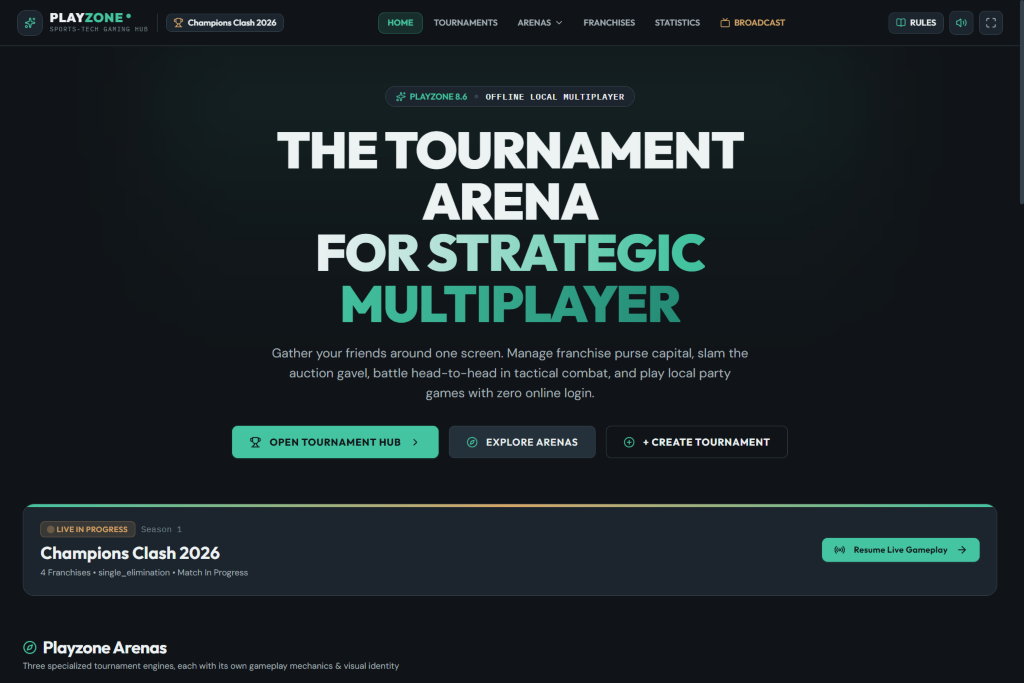 PLAYZONE
SPORTS-TECH GAMING HUB
Champions Clash 2026
HOME
TOURNAMENTS
ARENAS
FRANCHISES
STATISTICS
BROADCAST
RULES
PLAYZONE 8.6 • OFFLINE LOCAL MULTIPLAYER
THE TOURNAMENT
ARENA
FOR STRATEGIC
MULTIPLAYER
Gather your friends around one screen. Manage franchise purse capital, slam the
auction gavel, battle head-to-head in tactical combat, and play local party
games with zero online login.
OPEN TOURNAMENT HUB
EXPLORE ARENAS
+ CREATE TOURNAMENT
LIVE IN PROGRESS
Season 1
Champions Clash 2026
4 Franchises • single_elimination • Match In Progress
Resume Live Gameplay
Playzone Arenas
Three specialized tournament engines, each with its own gameplay mechanics & visual identity